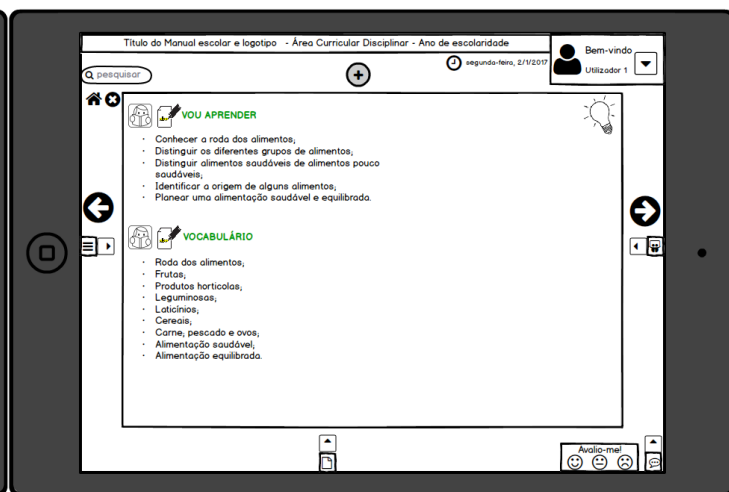 Título do Manual escolar e logotipo - Área Curricular Disciplinar - Ano de escolaridade
Bem-vindo
segunda-feira, 2/1/2017
Utilizador 1
pesquisar
VOU APRENDER
· Conhecer a roda dos alimentos;
· Distinguir os diferentes grupos de alimentos;
· Distinguir alimentos saudáveis de alimentos pouco
saudáveis;
· Identificar a origem de alguns alimentos;
· Planear uma alimentação saudável e equilibrada.
VOCABULÁRIO
· Roda dos alimentos;
· Frutas;
· Produtos horticolas;
· Leguminosas;
· Laticínios;
· Cereais;
· Carne, pescado e ovos;
· Alimentação saudável;
· Alimentação equilibrada.
Avalio-me!